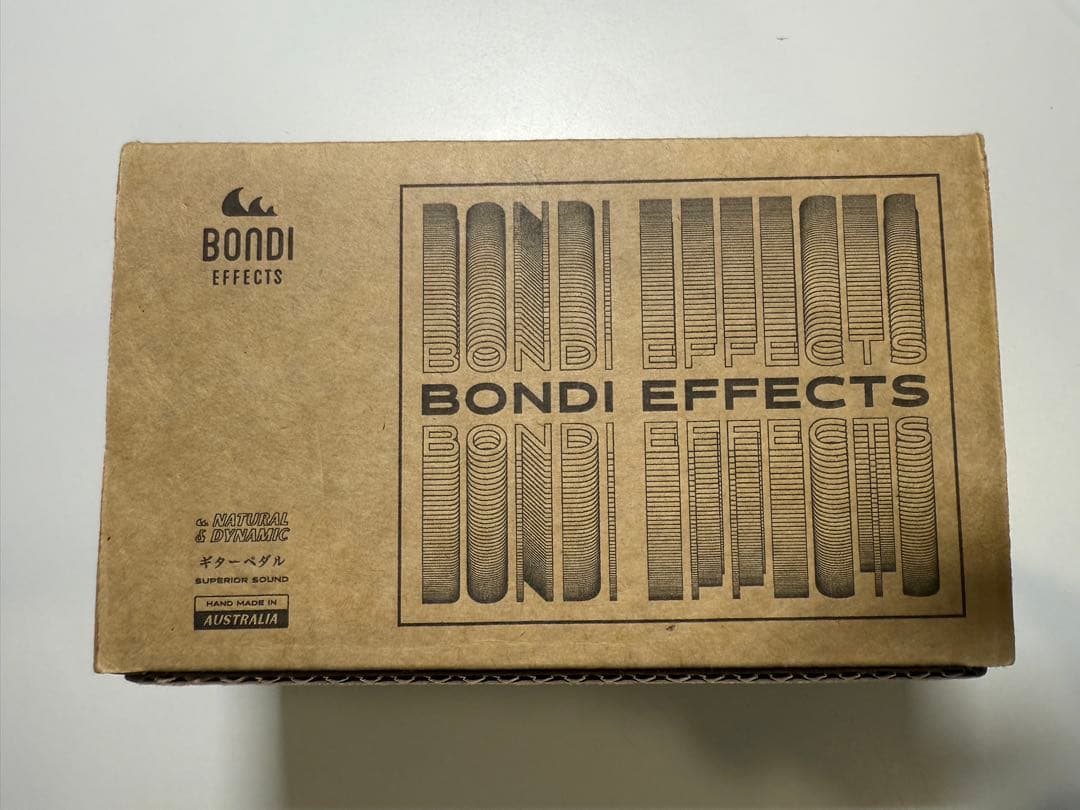 BONDI
EFFECTS
NATURAL
& DYNAMIC
ギターペダル
SUPERIOR SOUND
HAND MADE IN
AUSTRALIA
BONDI EFFECTS
BONDI EFFECTS
BONDI EFFECTS